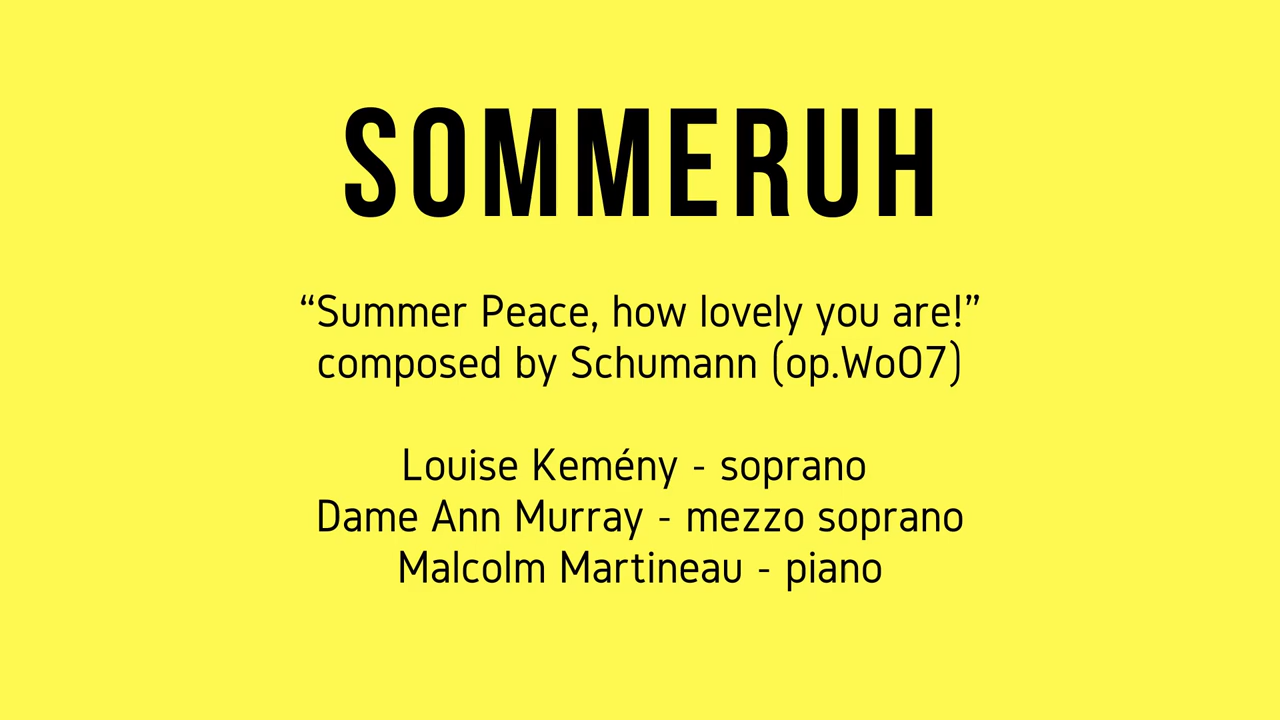 SOMMERUH
“Summer Peace, how lovely you are!”
composed by Schumann (op.WoO7)
Louise Kemény - soprano
Dame Ann Murray - mezzo soprano
Malcolm Martineau - piano